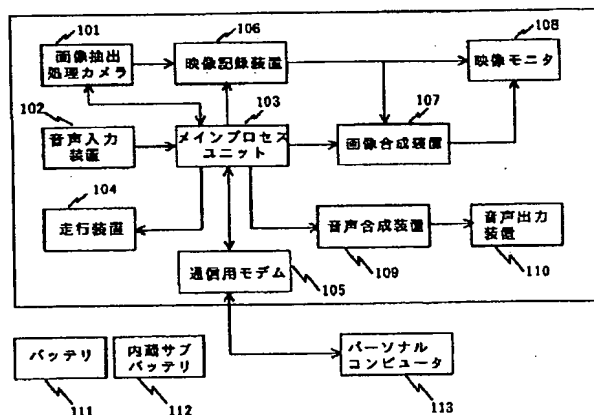 101
画像抽出
処理カメラ
106
映像記録装置
108
映像モニタ
102
音声入力
装置
103
メインプロセス
ユニット
107
画像合成装置
104
走行装置
音声合成装置
109
音声出力
装置
110
通信用モデム
105
バッテリ
111
内蔵サブ
バッテリ
112
パーソナル
コンピュータ
113